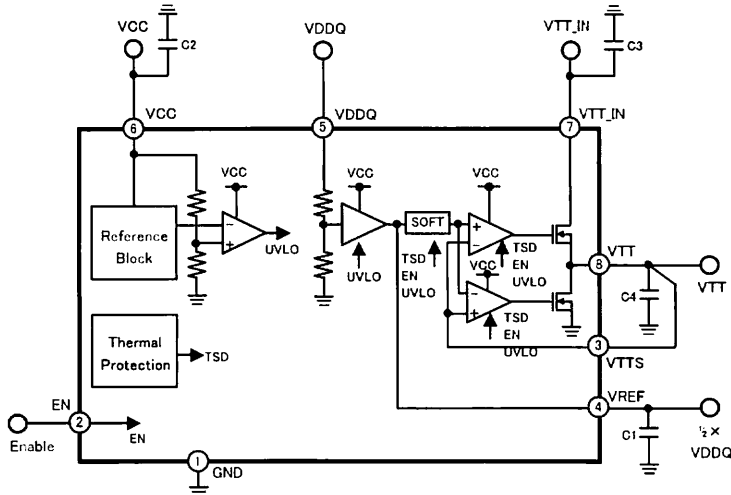 VCC
C2
VDDQ
VTT_IN
C3
VCC
VDDQ
VTT_IN
6
5
7
VCC
VCC
VCC
Reference
Block
−
+
UVLO
UVLO
SOFT
TSD
EN
UVLO
+
−
TSD
EN
UVLO
VCC
−
+
TSD
EN
UVLO
VTT
8
C4
VTT
3
VTTS
Thermal
Protection
TSD
EN
2
EN
Enable
VREF
4
C1
½ ×
VDDQ
1
GND